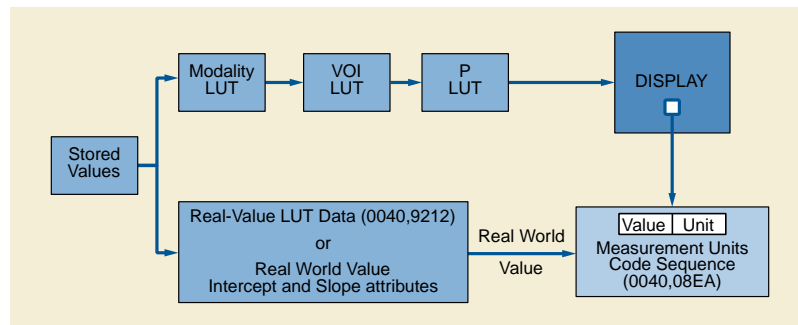 Modality
LUT
VOI
LUT
P
LUT
DISPLAY
Stored
Values
Real-Value LUT Data (0040,9212)
or
Real World Value
Intercept and Slope attributes
Real World
Value
Value Unit
Measurement Units
Code Sequence
(0040,08EA)